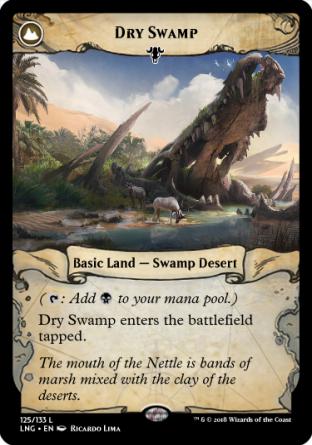 DRY SWAMP
Basic Land — Swamp Desert
( : Add to your mana pool.)
Dry Swamp enters the battlefield
tapped.
The mouth of the Nettle is bands of
marsh mixed with the clay of the
deserts.
125/133 L
LNG • EN RICARDO LIMA
™ & © 2018 Wizards of the Coast